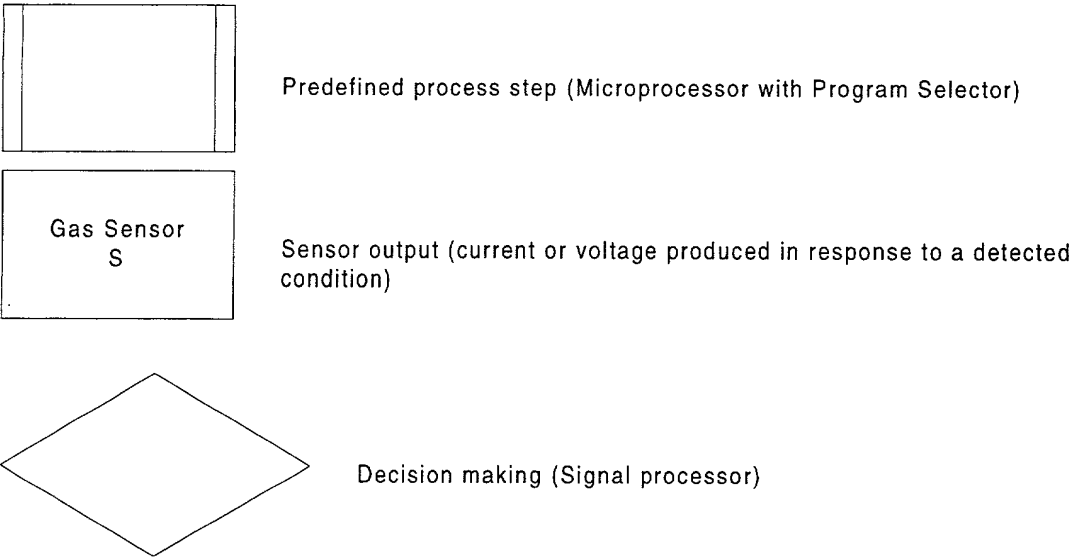 Predefined process step (Microprocessor with Program Selector)
Gas Sensor
S
Sensor output (current or voltage produced in response to a detected
condition)
Decision making (Signal processor)